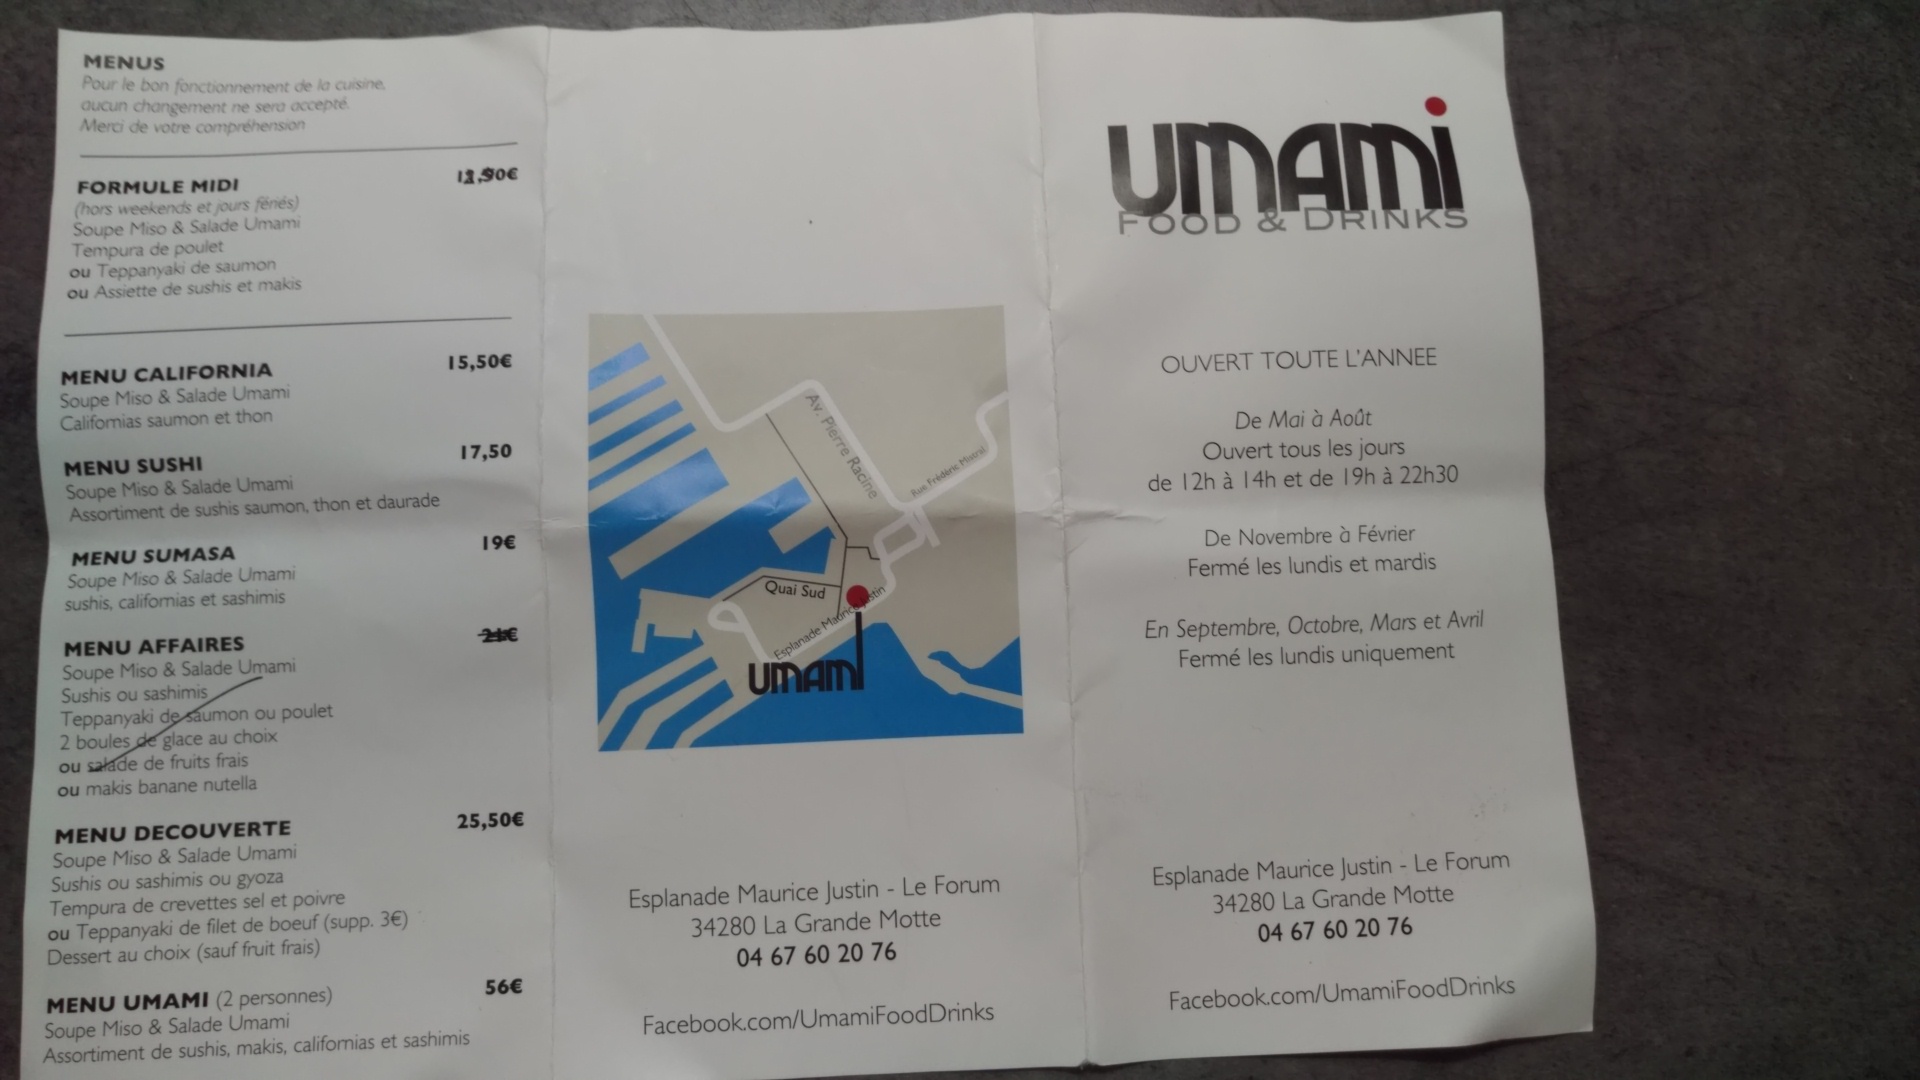 MENUS
Pour le bon fonctionnement de la cuisine,
aucun changement ne sera accepté.
Merci de votre compréhension
FORMULE MIDI
(hors weekends et jours fériés)
Soupe Miso & Salade Umami
Tempura de poulet
ou Teppanyaki de saumon
ou Assiette de sushis et makis
MENU CALIFORNIA 15,50€
Soupe Miso & Salade Umami
Californias saumon et thon
MENU SUSHI 17,50
Soupe Miso & Salade Umami
Assortiment de sushis saumon, thon et daurade
MENU SUMASA 19€
Soupe Miso & Salade Umami
sushis, californias et sashimis
MENU AFFAIRES 21€
Soupe Miso & Salade Umami
Sushis ou sashimis
Teppanyaki de saumon ou poulet
2 boules de glace au choix
ou salade de fruits frais
ou makis banane nutella
MENU DECOUVERTE 25,50€
Soupe Miso & Salade Umami
Sushis ou sashimis ou gyoza
Tempura de crevettes sel et poivre
ou Teppanyaki de filet de boeuf (supp. 3€)
Dessert au choix (sauf fruit frais)
MENU UMAMI (2 personnes) 56€
Soupe Miso & Salade Umami
Assortiment de sushis, makis, californias et sashimis
Av. Pierre Racine
Rue Frédéric Mistral
Quai Sud
Esplanade Maurice Justin
UMAMI
Esplanade Maurice Justin - Le Forum
34280 La Grande Motte
04 67 60 20 76
Facebook.com/UmamiFoodDrinks
UMAMI
FOOD & DRINKS
OUVERT TOUTE L'ANNEE
De Mai à Août
Ouvert tous les jours
de 12h à 14h et de 19h à 22h30
De Novembre à Février
Fermé les lundis et mardis
En Septembre, Octobre, Mars et Avril
Fermé les lundis uniquement
Esplanade Maurice Justin - Le Forum
34280 La Grande Motte
04 67 60 20 76
Facebook.com/UmamiFoodDrinks